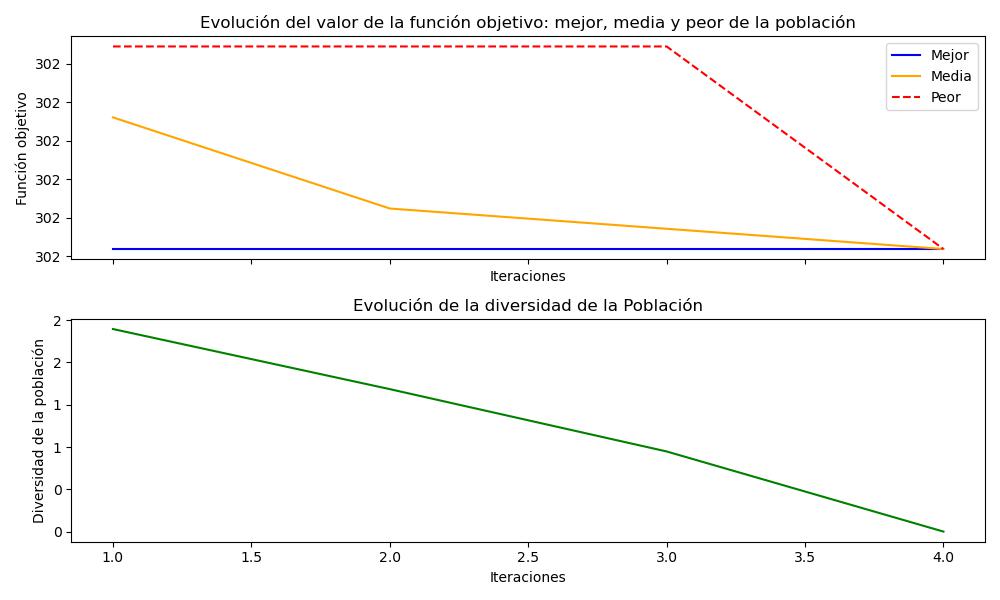 Evolución del valor de la función objetivo: mejor, media y peor de la población
Función objetivo
302
302
302
302
302
302
Mejor
Media
Peor
Iteraciones
Evolución de la diversidad de la Población
Diversidad de la población
2
2
1
1
0
0
1.0 1.5 2.0 2.5 3.0 3.5 4.0
Iteraciones